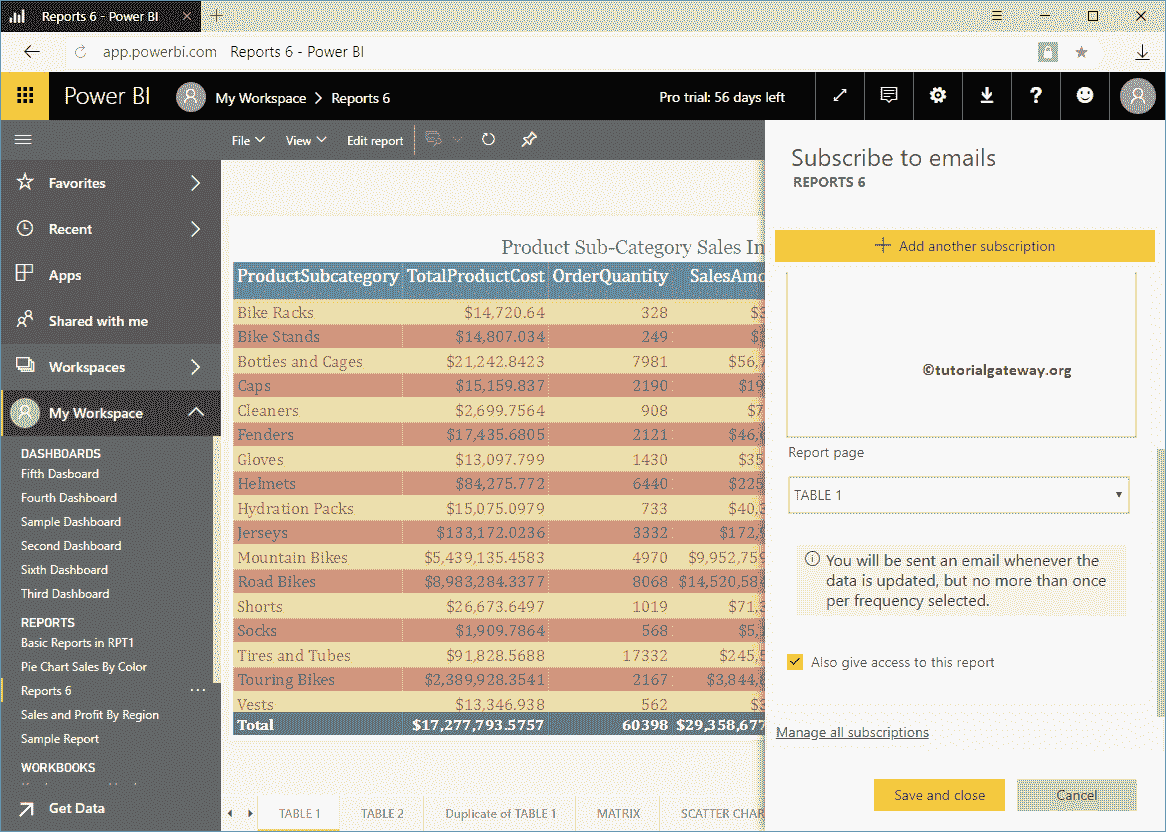 Reports 6 - Power BI
app.powerbi.com Reports 6 - Power BI
Power BI
My Workspace > Reports 6
Pro trial: 56 days left
?
File
View
Edit report
Favorites
Recent
Apps
Shared with me
Workspaces
My Workspace
DASHBOARDS
Fifth Dasboard
Fourth Dashboard
Sample Dashboard
Second Dashboard
Sixth Dashboard
Third Dashboard
REPORTS
Basic Reports in RPT1
Pie Chart Sales By Color
Reports 6 ...
Sales and Profit By Region
Sample Report
WORKBOOKS
Get Data
Product Sub-Category Sales In
ProductSubcategory TotalProductCost OrderQuantity SalesAmo
Bike Racks $14,720.64 328 $3
Bike Stands $14,807.034 249 $3
Bottles and Cages $21,242.8423 7981 $56,7
Caps $15,159.837 2190 $19
Cleaners $2,699.7564 908 $7
Fenders $17,435.6805 2121 $46,6
Gloves $13,097.799 1430 $35
Helmets $84,275.772 6440 $225
Hydration Packs $15,075.0979 733 $40,3
Jerseys $133,172.0236 3332 $172,9
Mountain Bikes $5,439,135.4583 4970 $9,952,759
Road Bikes $8,983,284.3377 8068 $14,520,584
Shorts $26,673.6497 1019 $71,3
Socks $1,909.7864 568 $5,1
Tires and Tubes $91,828.5688 17332 $245,5
Touring Bikes $2,389,928.3541 2167 $3,844,8
Vests $13,346.938 562 $3
Total $17,277,793.5757 60398 $29,358,677
TABLE 1
TABLE 2
Duplicate of TABLE 1
MATRIX
SCATTER CHAR
Subscribe to emails
REPORTS 6
Add another subscription
©tutorialgateway.org
Report page
TABLE 1
You will be sent an email whenever the
data is updated, but no more than once
per frequency selected.
Also give access to this report
Manage all subscriptions
Save and close
Cancel